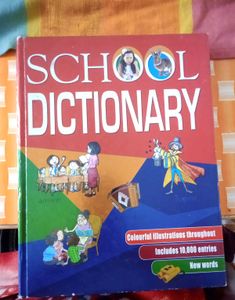 SCHOOL
DICTIONARY
Colourful illustrations throughout
Includes 10,000 entries
New words